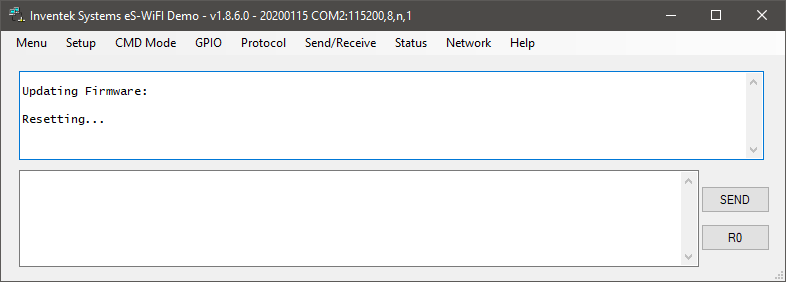 Inventek Systems eS-WiFI Demo - v1.8.6.0 - 20200115 COM2:115200,8,n,1
Menu Setup CMD Mode GPIO Protocol Send/Receive Status Network Help
Updating Firmware:
Resetting...
SEND
R0